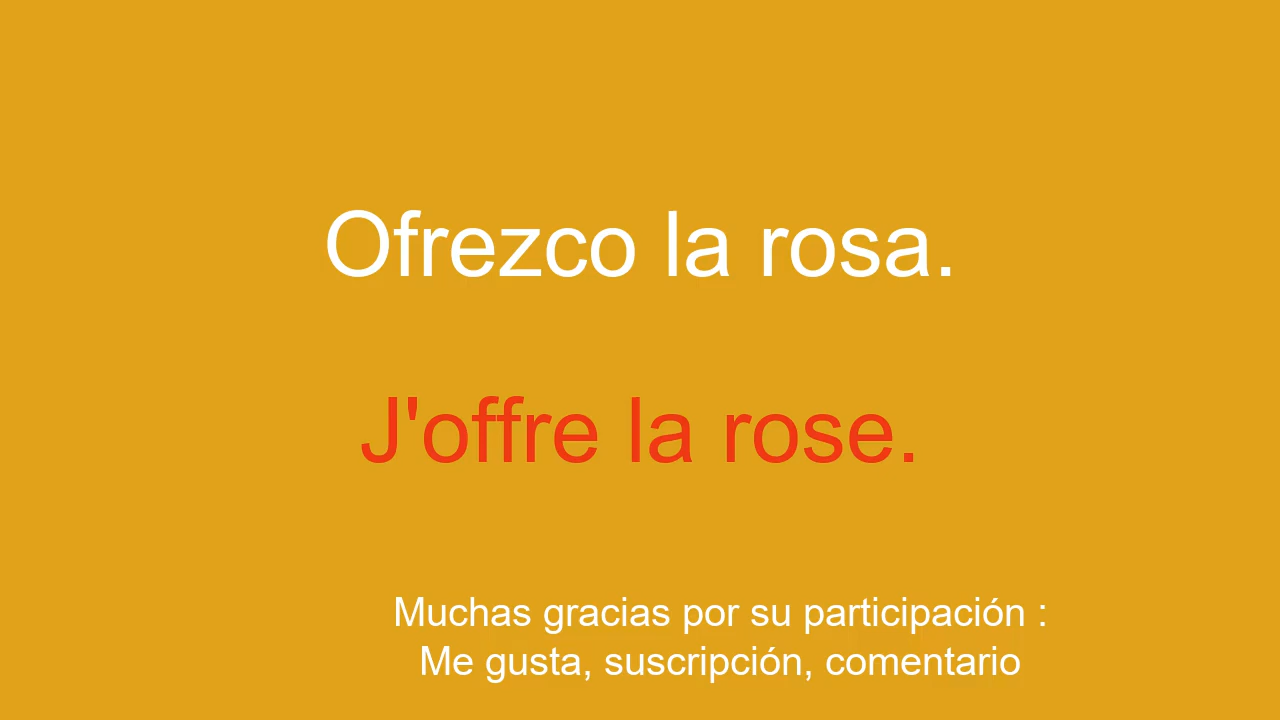 Ofrezco la rosa.
J'offre la rose.
Muchas gracias por su participación :
Me gusta, suscripción, comentario